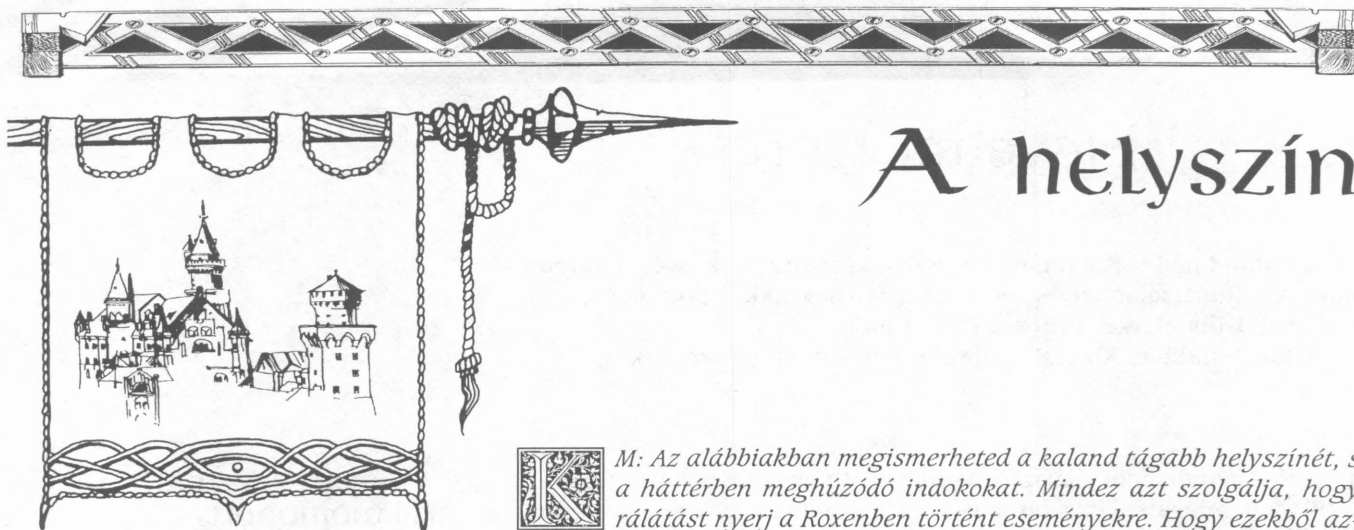 A helyszín
KM: Az alábbiakban megismerheted a kaland tágabb helyszínét, s
a háttérben meghúzódó indokokat. Mindez azt szolgálja, hogy
rálátást nyerj a Roxenben történt eseményekre. Hogy ezekből az